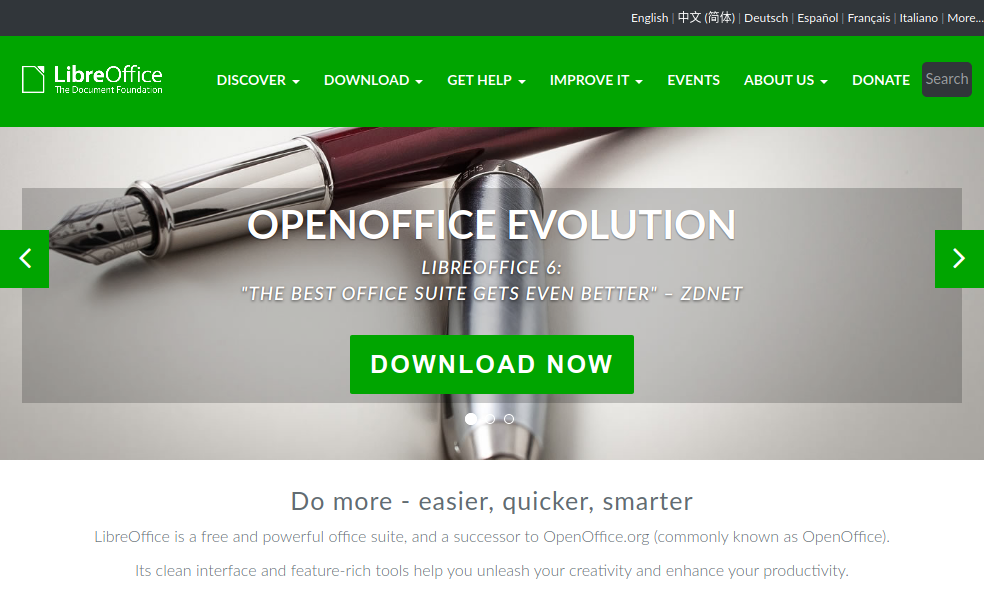 English | 中文 (简体) | Deutsch | Español | Français | Italiano | More...
LibreOffice
The Document Foundation
DISCOVER DOWNLOAD GET HELP IMPROVE IT EVENTS ABOUT US DONATE Search
OPENOFFICE EVOLUTION
LIBREOFFICE 6:
"THE BEST OFFICE SUITE GETS EVEN BETTER" – ZDNET
DOWNLOAD NOW
Do more - easier, quicker, smarter
LibreOffice is a free and powerful office suite, and a successor to OpenOffice.org (commonly known as OpenOffice).
Its clean interface and feature-rich tools help you unleash your creativity and enhance your productivity.